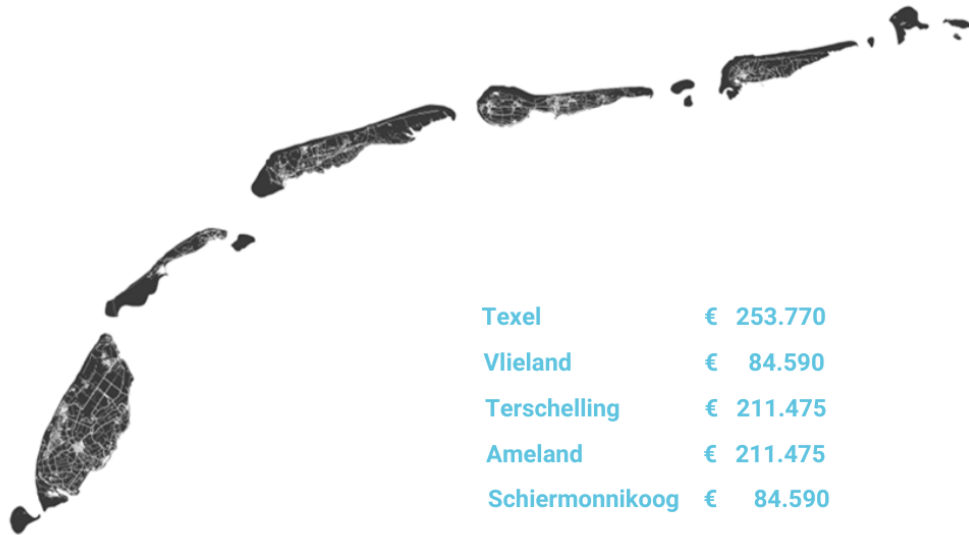 Texel € 253.770
Vlieland € 84.590
Terschelling € 211.475
Ameland € 211.475
Schiermonnikoog € 84.590